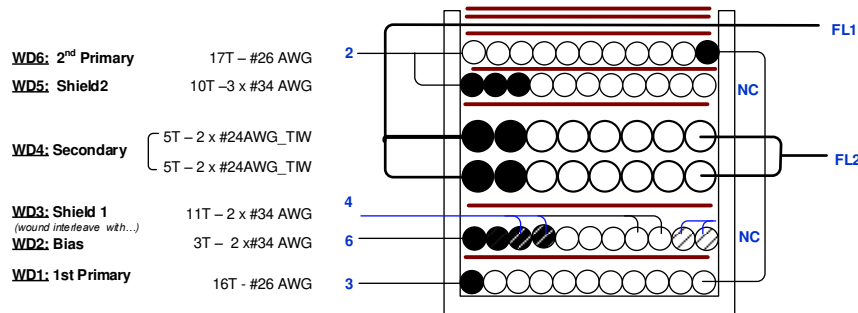 FL1
WD6: 2nd Primary 17T – #26 AWG 2
WD5: Shield2 10T –3 x #34 AWG NC
5T – 2 x #24AWG_TIW
WD4: Secondary
FL2
5T – 2 x #24AWG_TIW
4
WD3: Shield 1 11T – 2 x #34 AWG
(wound interleave with…)
WD2: Bias 3T – 2 x#34 AWG 6 NC
WD1: 1st Primary
16T - #26 AWG 3